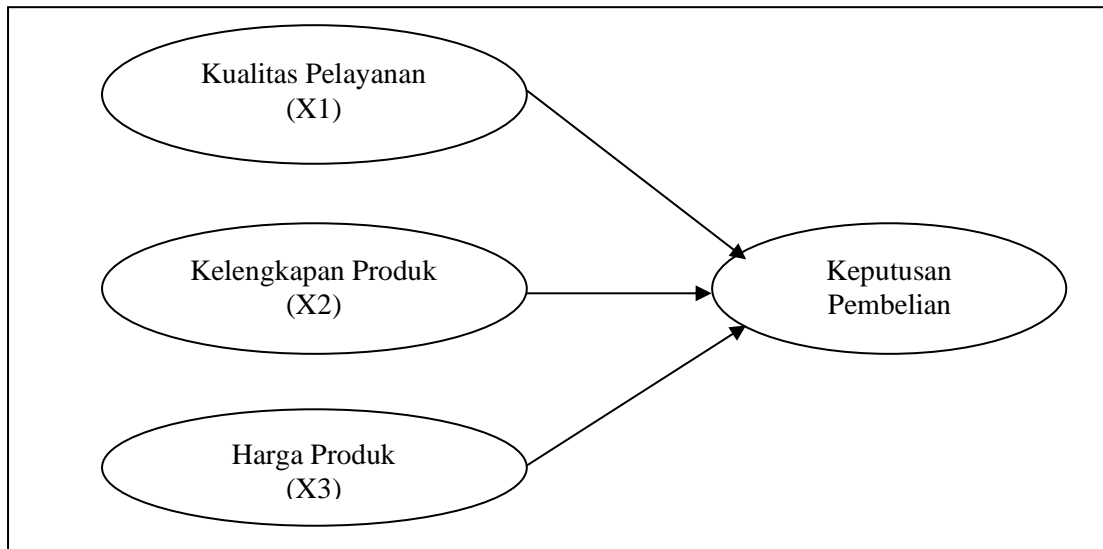 Kualitas Pelayanan
(X1)
Kelengkapan Produk
(X2)
Keputusan
Pembelian
Harga Produk
(X3)